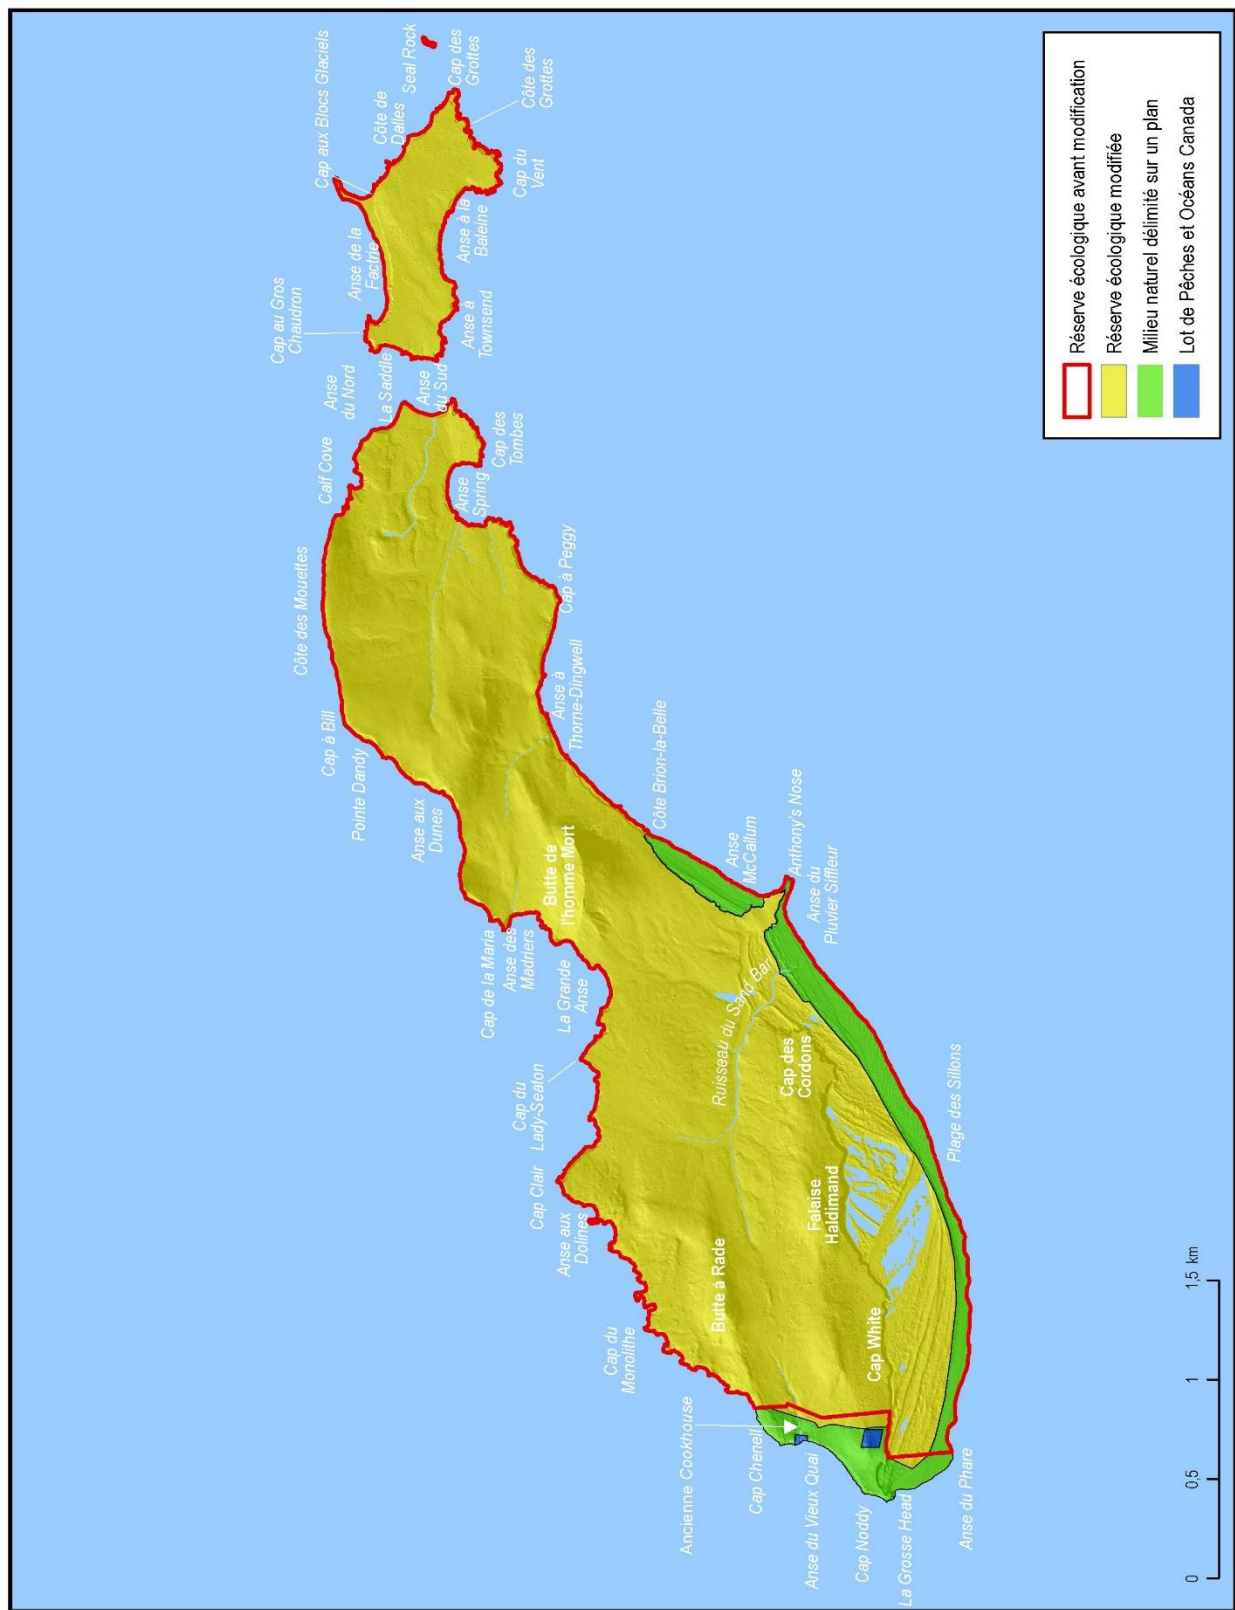 Ancienne Cookhouse
Cap Chenell
Anse du Vieux Quai
Cap Noddy
La Grosse Head
Anse du Phare
Cap du
Monolithe
Butte à Rade
Cap White
Anse aux
Dolines
Cap Clair
Falaise
Haldimand
Cap du
Lady-Seaton
Cap des
Cordons
Plage des Sillons
Ruisseau du Sand Bar
La Grande
Anse
Cap de la Maria
Anse des
Madriers
Butte de
l'homme Mort
Anse du
Pluvier Siffleur
Anthony's Nose
Anse
McCallum
Côte Brion-la-Belle
Anse aux
Dunes
Pointe Dandy
Cap à Bill
Anse à
Thorne-Dingwell
Côte des Mouettes
Cap à Peggy
Calf Cove
Anse
Spring
Cap des
Tombes
Anse
du Nord
La Saddle
Anse
du Sud
Cap au Gros
Chaudron
Anse à
Townsend
Anse de la
Factrie
Anse à la
Baleine
Cap aux Blocs Glaciels
Cap du
Vent
Côte de
Dalles
Seal Rock
Cap des
Grottes
Côte des
Grottes
0 0,5 1 1,5 km
Réserve écologique avant modification
Réserve écologique modifiée
Milieu naturel délimité sur un plan
Lot de Pêches et Océans Canada